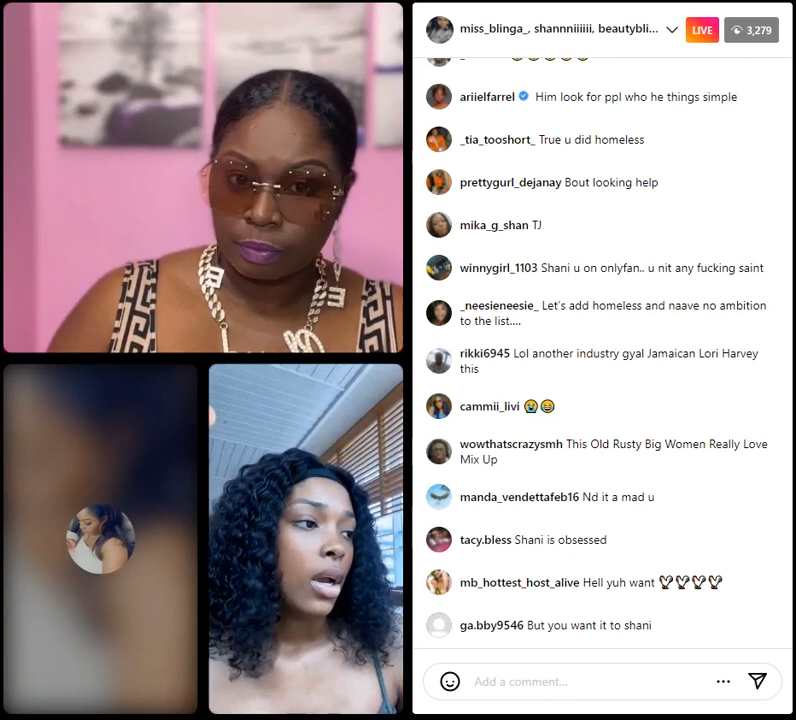 miss_blinga_, shannniiiiii, beautybli...
LIVE
3,279
ariielfarrel Him look for ppl who he things simple
_tia_tooshort_ True u did homeless
prettygurl_dejanay Bout looking help
mika_g_shan TJ
winnygirl_1103 Shani u on onlyfan.. u nit any fucking saint
_neesieneesie_ Let's add homeless and naave no ambition
to the list....
rikki6945 Lol another industry gyal Jamaican Lori Harvey
this
cammii_livi 😭😅
wowthatscrazysmh This Old Rusty Big Women Really Love
Mix Up
manda_vendettafeb16 Nd it a mad u
tacy.bless Shani is obsessed
mb_hottest_host_alive Hell yuh want
ga.bby9546 But you want it to shani
Add a comment...